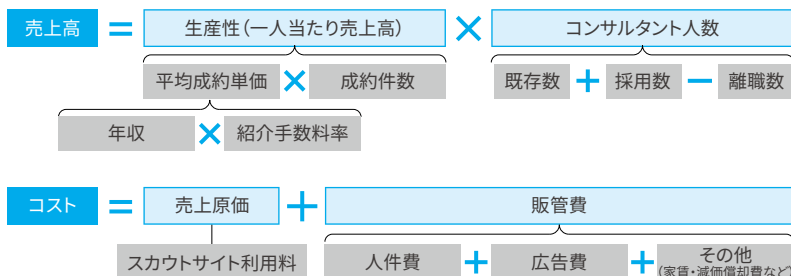 売上高 = 生産性（一人当たり売上高） × コンサルタント人数
平均成約単価 × 成約件数 既存数 + 採用数 − 離職数
年収 × 紹介手数料率
コスト = 売上原価 + 販管費
スカウトサイト利用料 人件費 + 広告費 + その他
（家賃・減価償却費など）